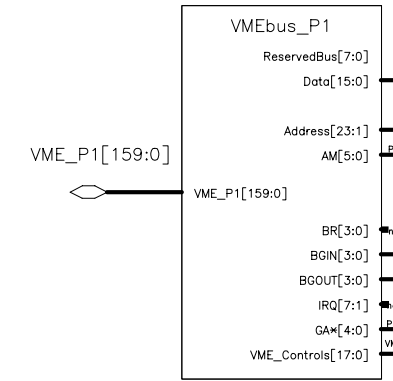 VMEbus_P1
ReservedBus[7:0]
Data[15:0]
Address[23:1]
VME_P1[159:0]
AM[5:0]
P
VME_P1[159:0]
BR[3:0]
n
BGIN[3:0]
BGOUT[3:0]
IRQ[7:1]
GA*[4:0]
P
VME_Controls[17:0]